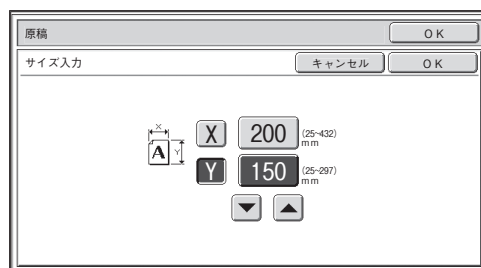 原稿 OK
サイズ入力 キャンセル OK
X
A Y
X 200 (25~432) mm
Y 150 (25~297) mm